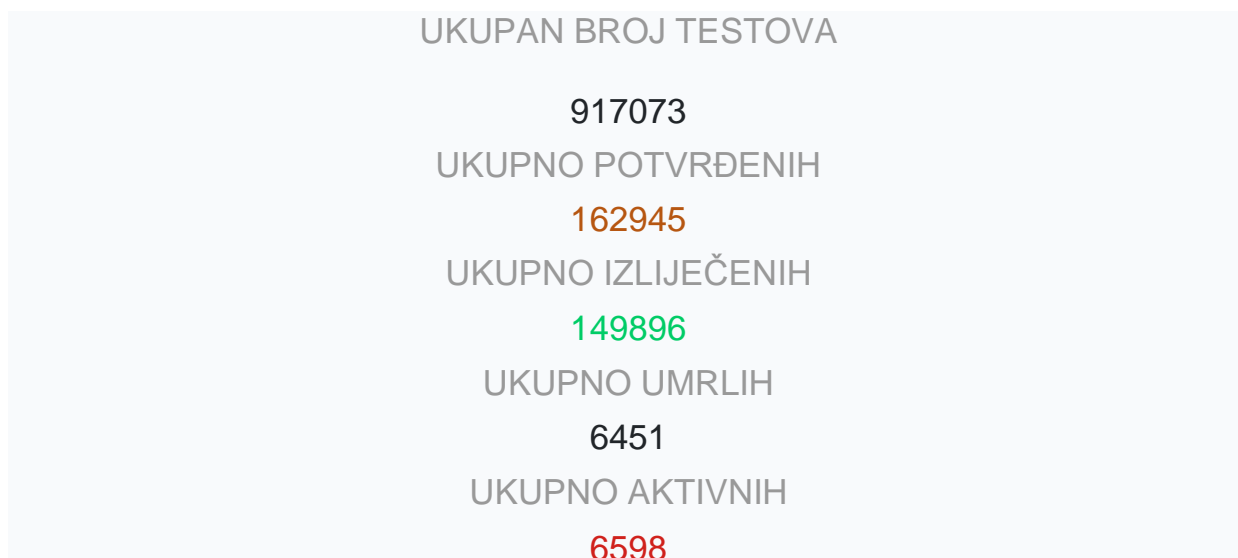 UKUPAN BROJ TESTOVA
917073
UKUPNO POTVRĐENIH
162945
UKUPNO IZLIJEČENIH
149896
UKUPNO UMRLIH
6451
UKUPNO AKTIVNIH
6598